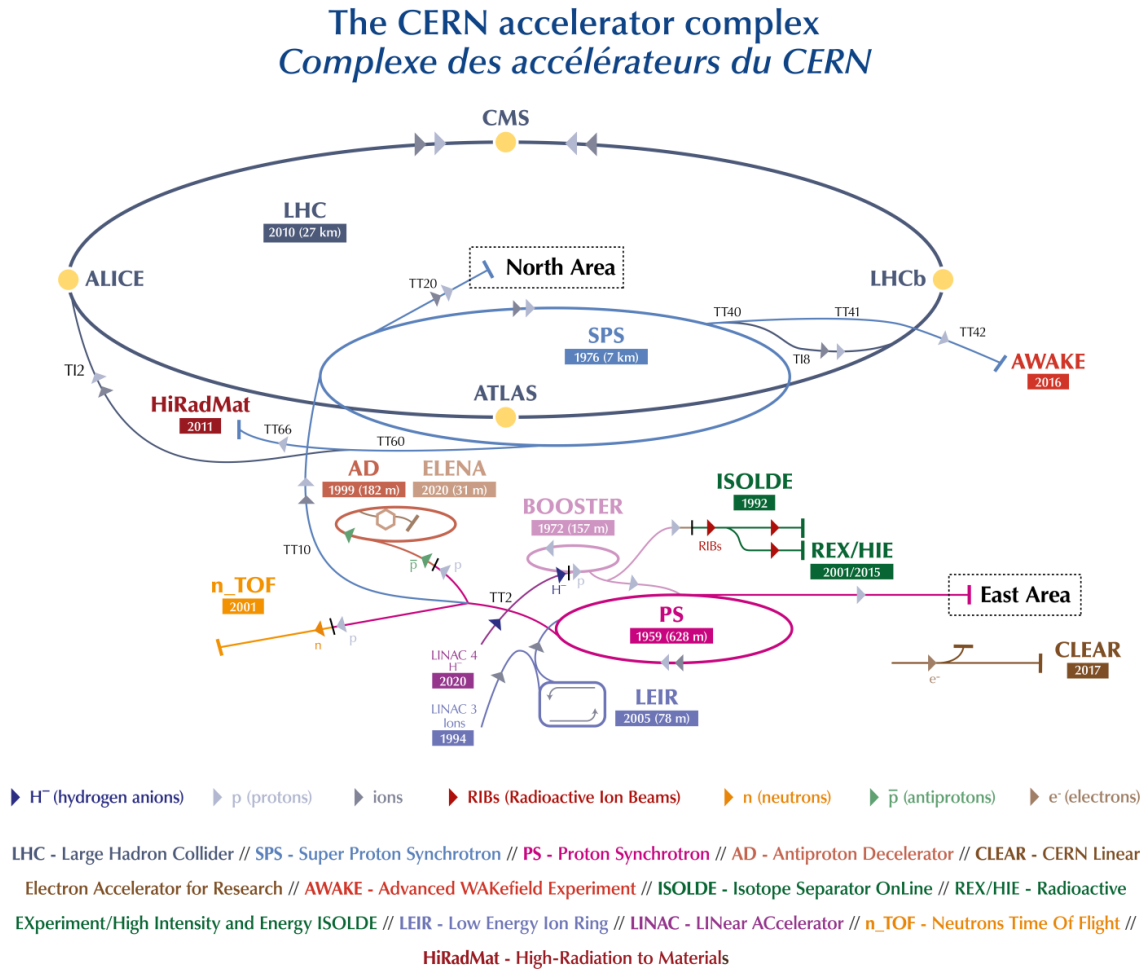 The CERN accelerator complex
Complexe des accélérateurs du CERN
CMS
LHC
2010 (27 km)
North Area
ALICE
LHCb
TT20
TT40
TT41
TT42
SPS
1976 (7 km)
TI8
AWAKE
2016
TI2
ATLAS
HiRadMat
2011
TT66
TT60
AD
1999 (182 m)
ELENA
2020 (31 m)
ISOLDE
1992
BOOSTER
1972 (157 m)
RIBs
REX/HIE
2001/2015
TT10
p̅
p
H⁻
p
n_TOF
2001
TT2
East Area
PS
1959 (628 m)
n
p
LINAC 4
H⁻
2020
CLEAR
2017
e⁻
LEIR
2005 (78 m)
LINAC 3
Ions
1994
H⁻ (hydrogen anions)
p (protons)
ions
RIBs (Radioactive Ion Beams)
n (neutrons)
p̅ (antiprotons)
e⁻ (electrons)
LHC - Large Hadron Collider // SPS - Super Proton Synchrotron // PS - Proton Synchrotron // AD - Antiproton Decelerator // CLEAR - CERN Linear
Electron Accelerator for Research // AWAKE - Advanced WAKefield Experiment // ISOLDE - Isotope Separator OnLine // REX/HIE - Radioactive
EXperiment/High Intensity and Energy ISOLDE // LEIR - Low Energy Ion Ring // LINAC - LINear ACcelerator // n_TOF - Neutrons Time Of Flight //
HiRadMat - High-Radiation to Materials